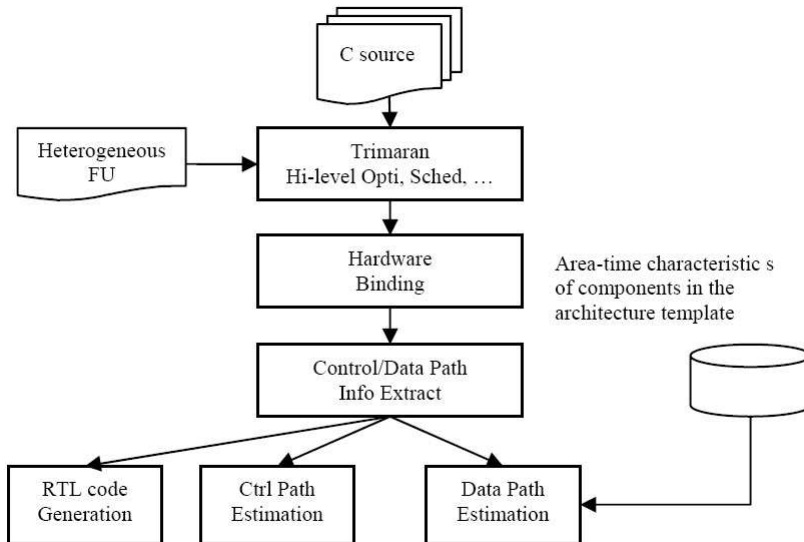 C source
Heterogeneous
FU
Trimaran
Hi-level Opti, Sched, …
Hardware
Binding
Area-time characteristic s
of components in the
architecture template
Control/Data Path
Info Extract
RTL code
Generation
Ctrl Path
Estimation
Data Path
Estimation